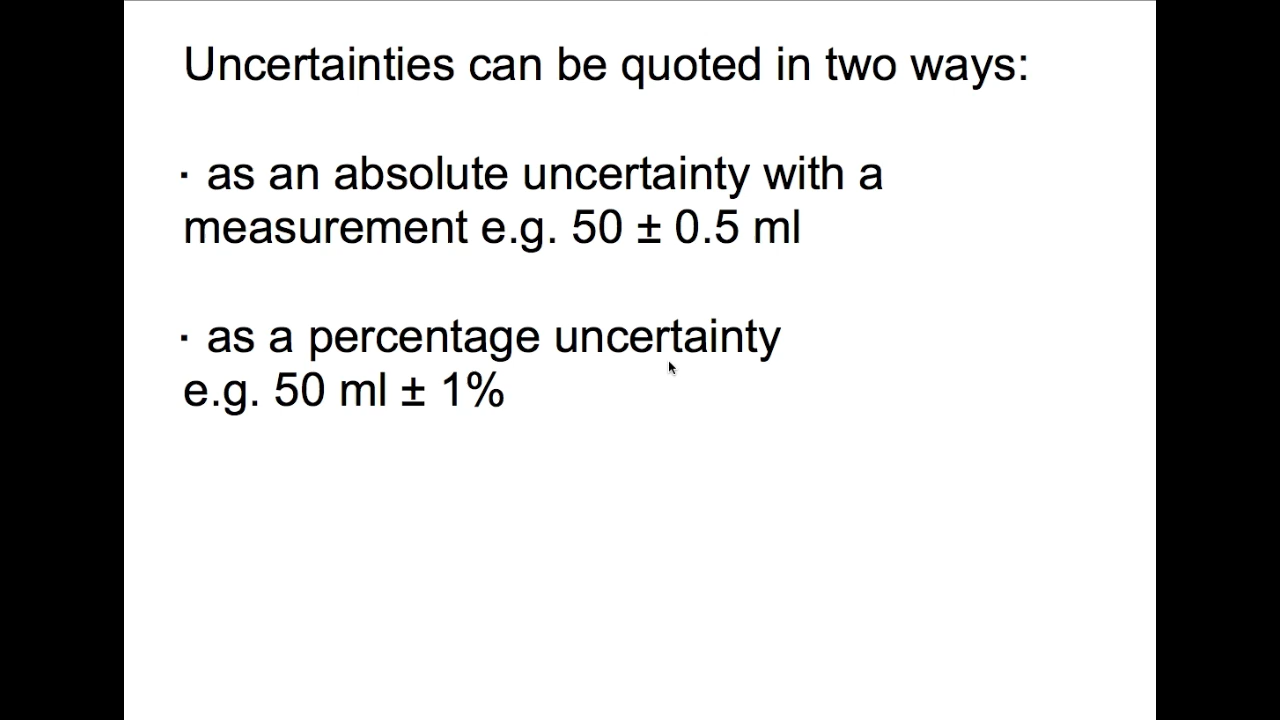 Uncertainties can be quoted in two ways:
· as an absolute uncertainty with a
measurement e.g. 50 ± 0.5 ml
· as a percentage uncertainty
e.g. 50 ml ± 1%